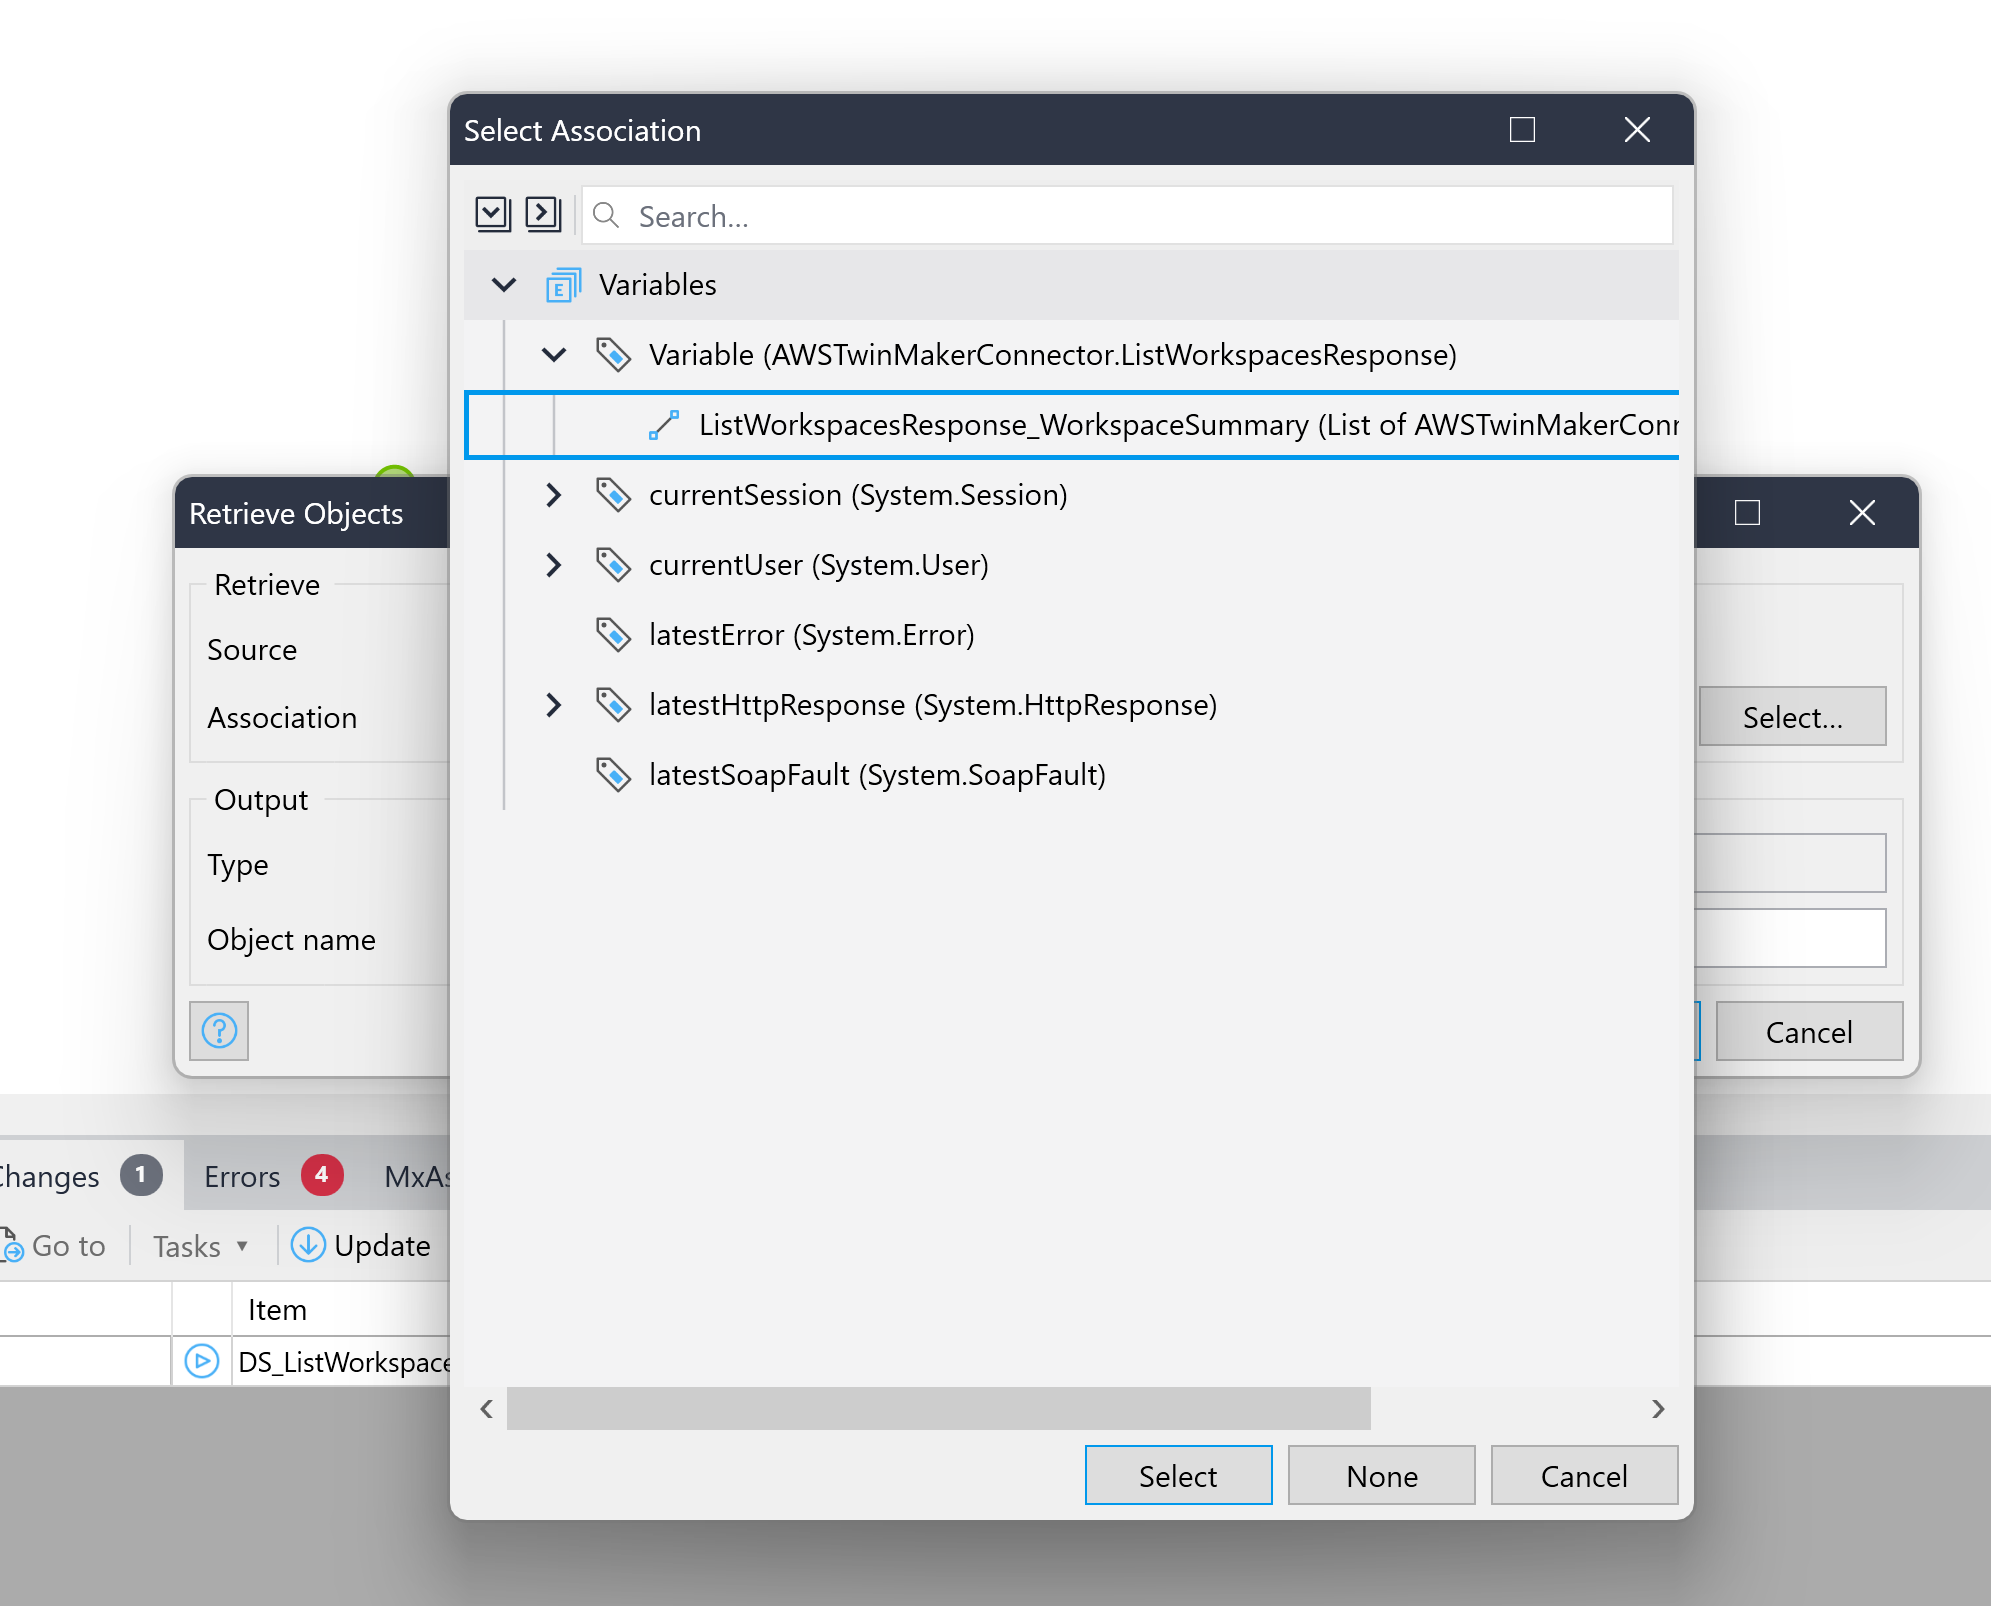 Select Association
Search...
Variables
Variable (AWSTwinMakerConnector.ListWorkspacesResponse)
ListWorkspacesResponse_WorkspaceSummary (List of AWSTwinMakerConn
currentSession (System.Session)
currentUser (System.User)
latestError (System.Error)
latestHttpResponse (System.HttpResponse)
latestSoapFault (System.SoapFault)
Select
None
Cancel
Retrieve Objects
Retrieve
Source
Association
Select...
Output
Type
Object name
Cancel
Changes 1
Errors 4
MxAs
Go to
Tasks
Update
Item
DS_ListWorkspace